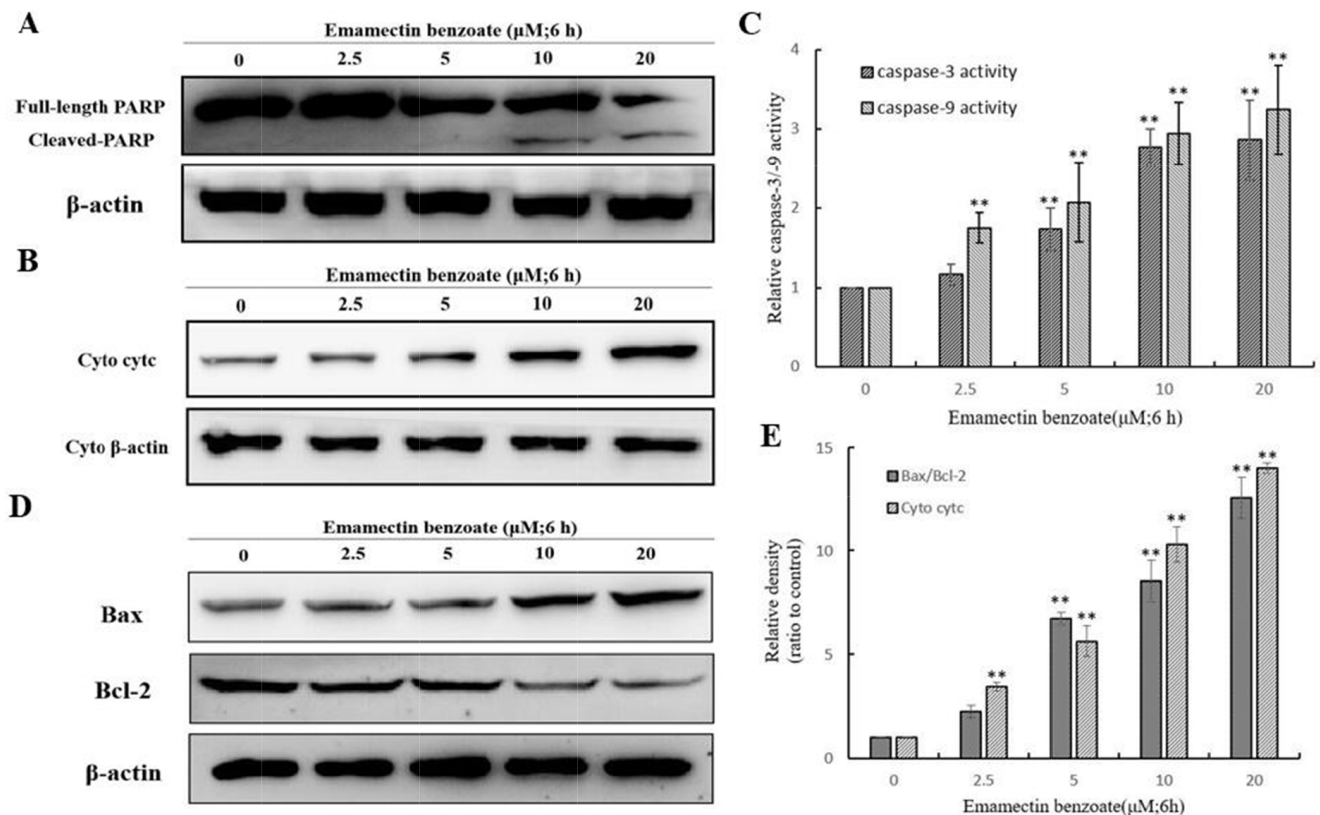 A
Emamectin benzoate (μM;6 h)
0 2.5 5 10 20
Full-length PARP
Cleaved-PARP
β-actin
B
Emamectin benzoate (μM;6 h)
0 2.5 5 10 20
Cyto cytc
Cyto β-actin
D
Emamectin benzoate (μM;6 h)
0 2.5 5 10 20
Bax
Bcl-2
β-actin
C
4
3
2
1
0
Relative caspase-3/-9 activity
caspase-3 activity
caspase-9 activity
**
** **
** **
** **
0 2.5 5 10 20
Emamectin benzoate(μM;6 h)
E
15
10
5
0
Relative density
(ratio to control)
Bax/Bcl-2
Cyto cytc
**
** **
** **
** **
0 2.5 5 10 20
Emamectin benzoate(μM;6h)